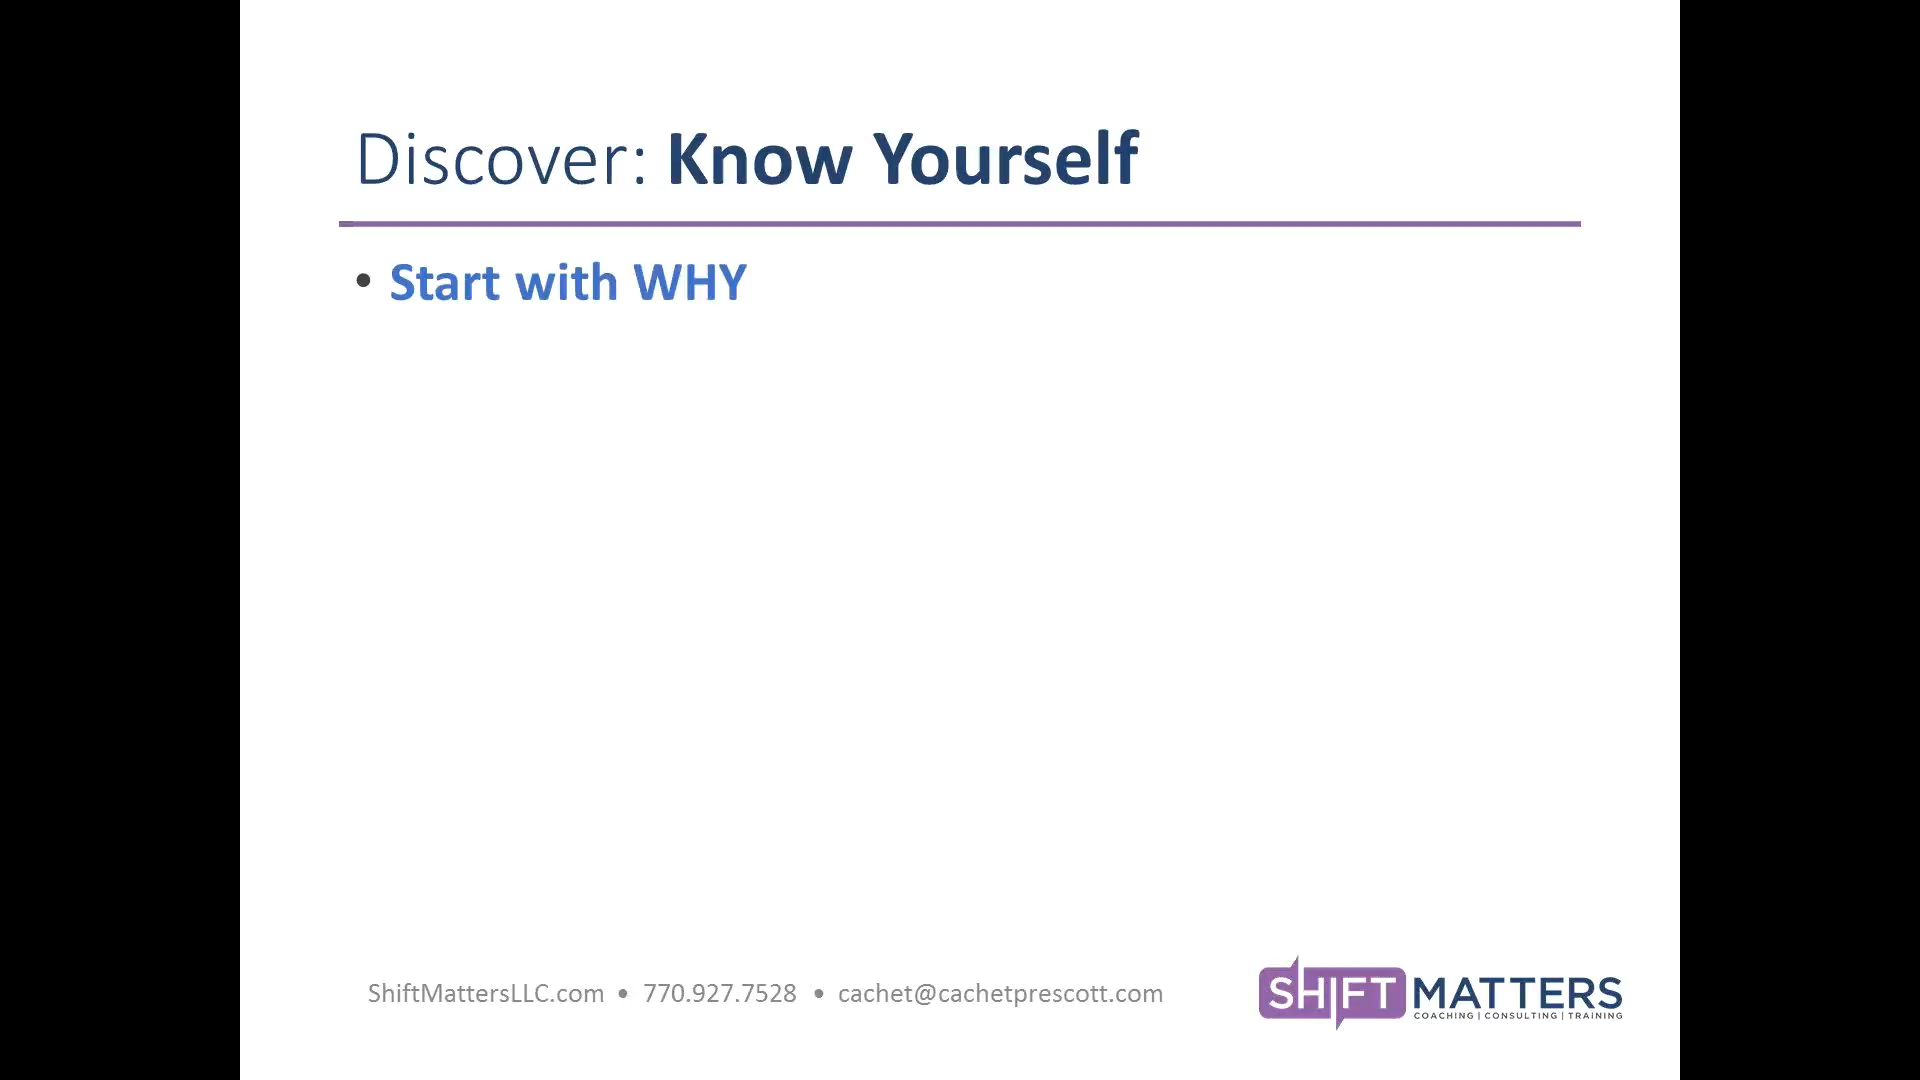 Discover: Know Yourself
• Start with WHY
ShiftMattersLLC.com • 770.927.7528 • cachet@cachetprescott.com
SHIFT MATTERS
COACHING | CONSULTING | TRAINING